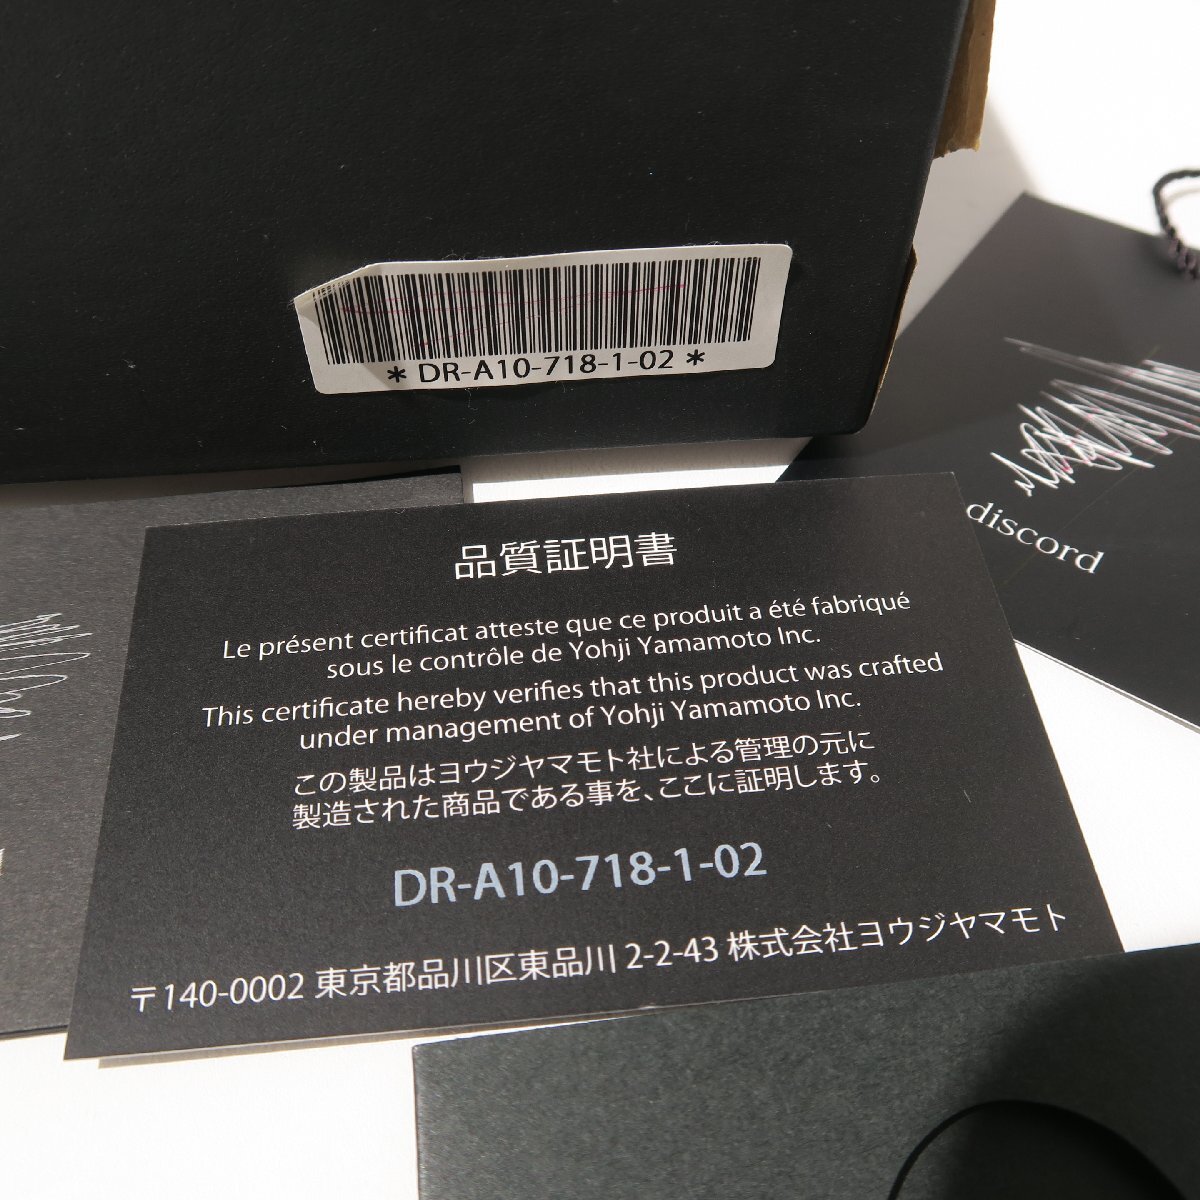 * DR-A10-718-1-02 *
discord
品質証明書
Le présent certificat atteste que ce produit a été fabriqué
sous le contrôle de Yohji Yamamoto Inc.
This certificate hereby verifies that this product was crafted
under management of Yohji Yamamoto Inc.
この製品はヨウジヤマモト社による管理の元に
製造された商品である事を、ここに証明します。
DR-A10-718-1-02
〒140-0002 東京都品川区東品川 2-2-43 株式会社ヨウジヤマモト